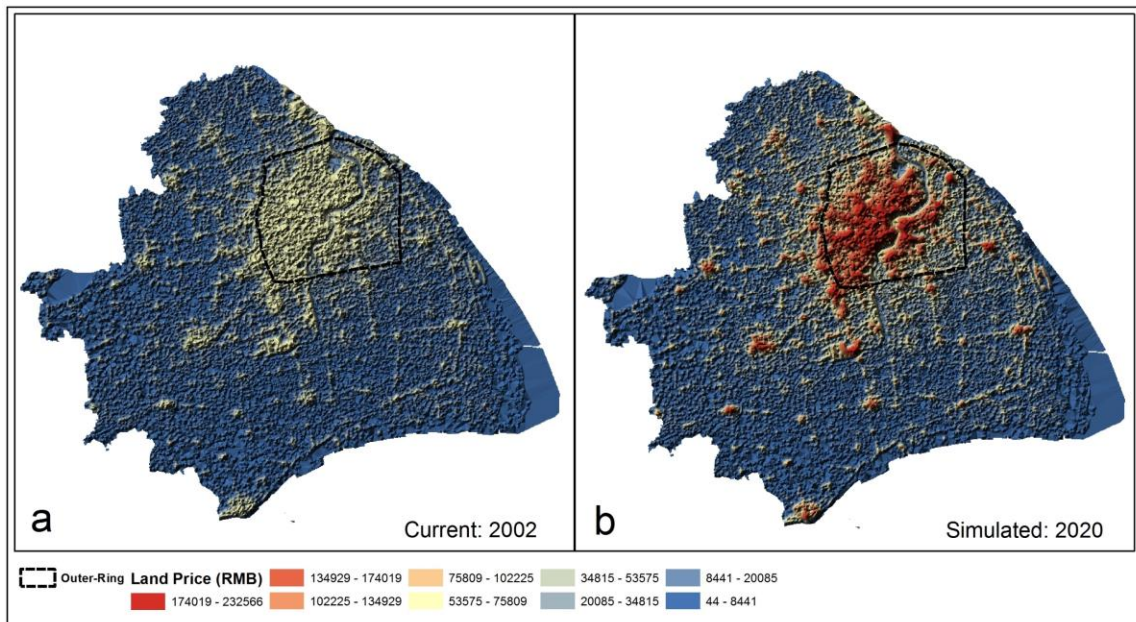 a
Current: 2002
b
Simulated: 2020
Outer-Ring Land Price (RMB) 134929 - 174019 75809 - 102225 34815 - 53575 8441 - 20085
174019 - 232566 102225 - 134929 53575 - 75809 20085 - 34815 44 - 8441